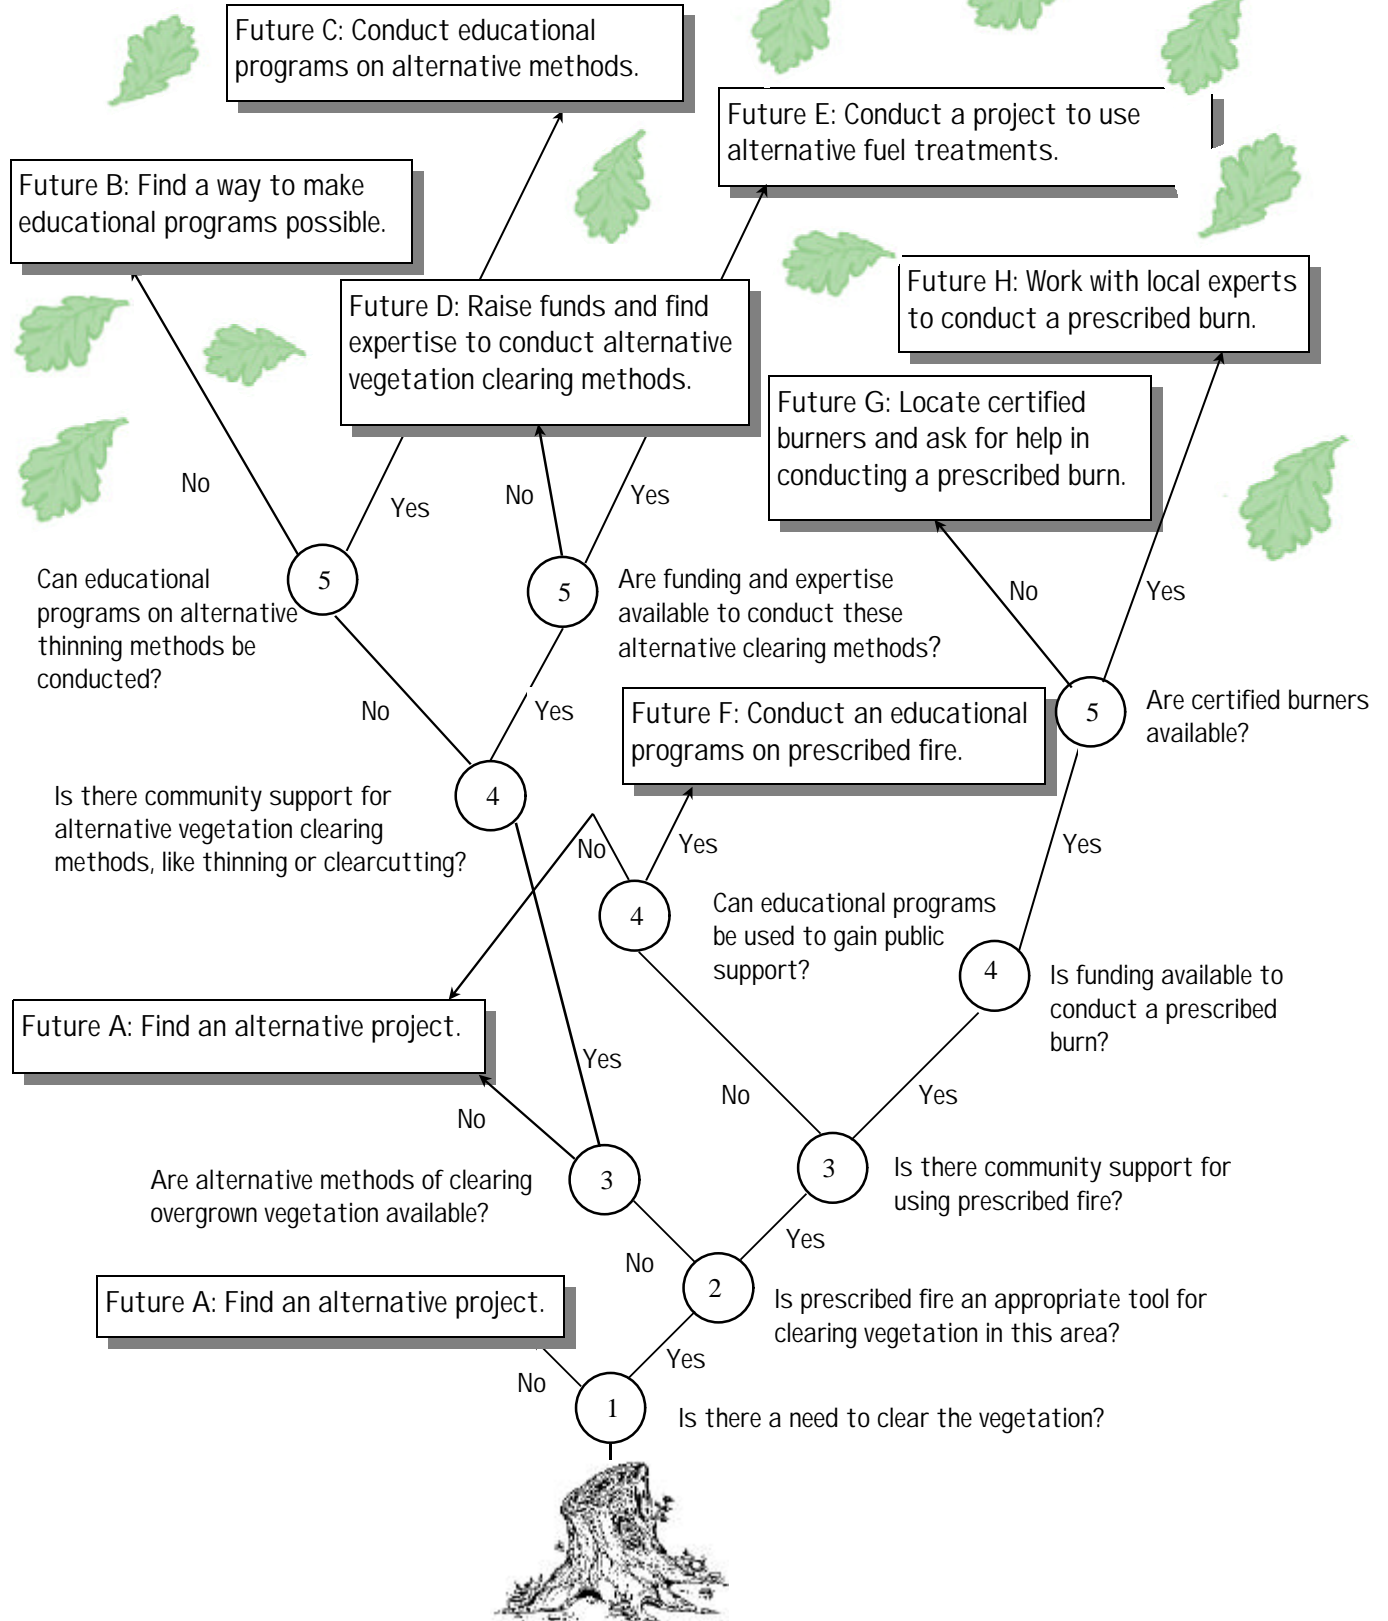 Future C: Conduct educational
programs on alternative methods.
Future E: Conduct a project to use
alternative fuel treatments.
Future B: Find a way to make
educational programs possible.
Future H: Work with local experts
to conduct a prescribed burn.
Future D: Raise funds and find
expertise to conduct alternative
vegetation clearing methods.
Future G: Locate certified
burners and ask for help in
conducting a prescribed burn.
No
Yes
No
Yes
No
Yes
5
Can educational
programs on alternative
thinning methods be
conducted?
5
Are funding and expertise
available to conduct these
alternative clearing methods?
5
Are certified burners
available?
No
Yes
Future F: Conduct an educational
programs on prescribed fire.
4
Is there community support for
alternative vegetation clearing
methods, like thinning or clearcutting?
No
Yes
Yes
4
Can educational programs
be used to gain public
support?
4
Is funding available to
conduct a prescribed
burn?
Future A: Find an alternative project.
Yes
No
No
Yes
3
Are alternative methods of clearing
overgrown vegetation available?
3
Is there community support for
using prescribed fire?
No
Yes
2
Is prescribed fire an appropriate tool for
clearing vegetation in this area?
Future A: Find an alternative project.
No
Yes
1
Is there a need to clear the vegetation?